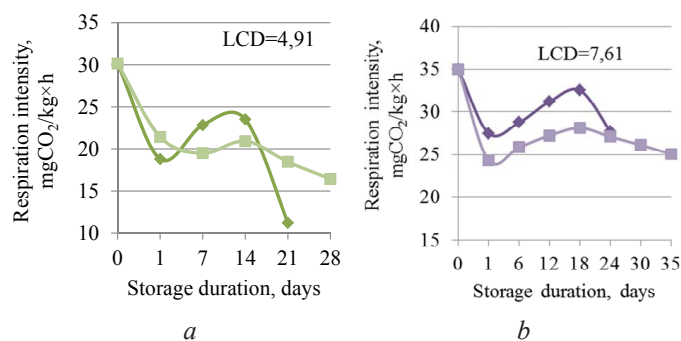 Respiration intensity,
mgCO₂/kg×h
35
30
25
20
15
10
LCD=4,91
0 1 7 14 21 28
Storage duration, days
a
Respiration intensity,
mgCO₂/kg×h
40
35
30
25
20
15
LCD=7,61
0 1 6 12 18 24 30 35
Storage duration, days
b